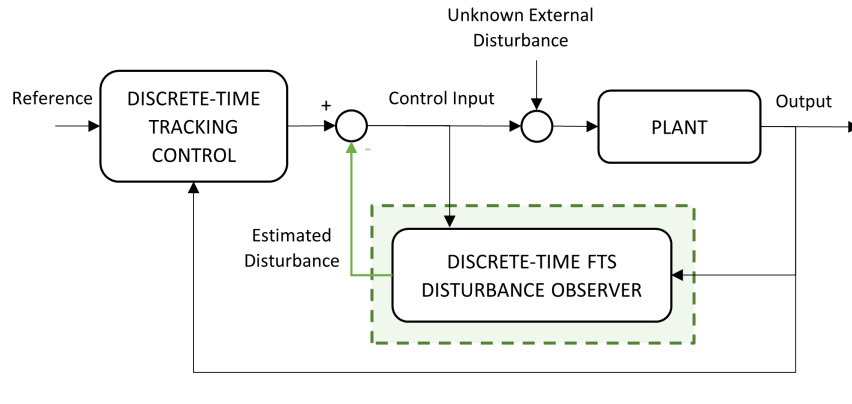 Unknown External
Disturbance
Reference
DISCRETE-TIME
TRACKING
CONTROL
+
-
Control Input
PLANT
Output
Estimated
Disturbance
DISCRETE-TIME FTS
DISTURBANCE OBSERVER